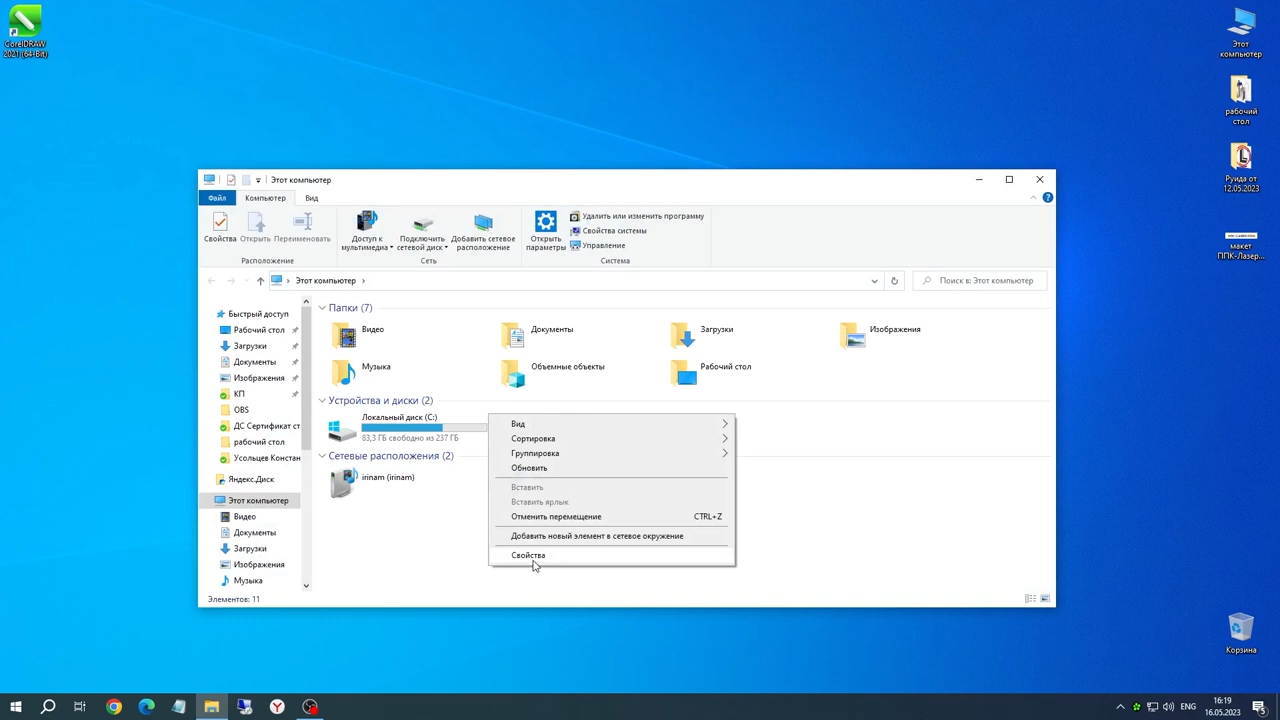 CorelDRAW
2021 (64-Bit)
Этот
компьютер
рабочий
стол
Руида от
12.05.2023
макет
ППК-Лазер...
Корзина
Этот компьютер
Файл
Компьютер
Вид
Свойства
Открыть
Переименовать
Расположение
Доступ к
мультимедиа
Подключить
сетевой диск
Добавить сетевое
расположение
Сеть
Открыть
параметры
Удалить или изменить программу
Свойства системы
Управление
Система
Этот компьютер
Поиск в: Этот компьютер
Быстрый доступ
Рабочий стол
Загрузки
Документы
Изображения
КП
OBS
ДС Сертификат ст
рабочий стол
Усольцев Констан
Яндекс.Диск
Этот компьютер
Видео
Документы
Загрузки
Изображения
Музыка
Папки (7)
Видео
Документы
Загрузки
Изображения
Музыка
Объемные объекты
Рабочий стол
Устройства и диски (2)
Локальный диск (C:)
83,3 ГБ свободно из 237 ГБ
Сетевые расположения (2)
irinam (irinam)
Вид
Сортировка
Группировка
Обновить
Вставить
Вставить ярлык
Отменить перемещение CTRL+Z
Добавить новый элемент в сетевое окружение
Свойства
Элементов: 11
ENG
16:19
16.05.2023
5